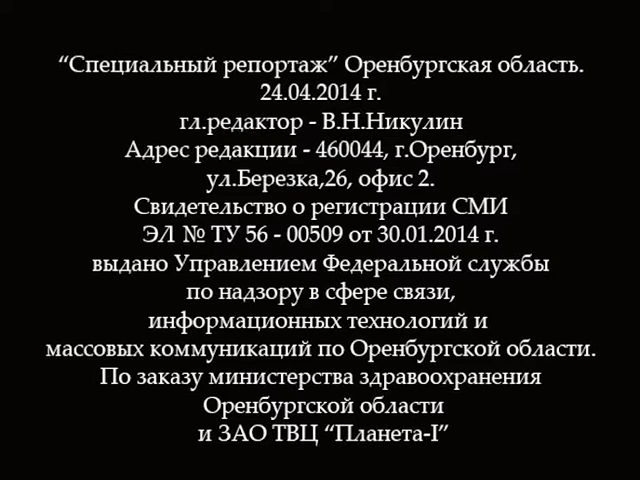 “Специальный репортаж” Оренбургская область.
24.04.2014 г.
гл.редактор - В.Н.Никулин
Адрес редакции - 460044, г.Оренбург,
ул.Березка,26, офис 2.
Свидетельство о регистрации СМИ
ЭЛ № ТУ 56 - 00509 от 30.01.2014 г.
выдано Управлением Федеральной службы
по надзору в сфере связи,
информационных технологий и
массовых коммуникаций по Оренбургской области.
По заказу министерства здравоохранения
Оренбургской области
и ЗАО ТВЦ “Планета-I”